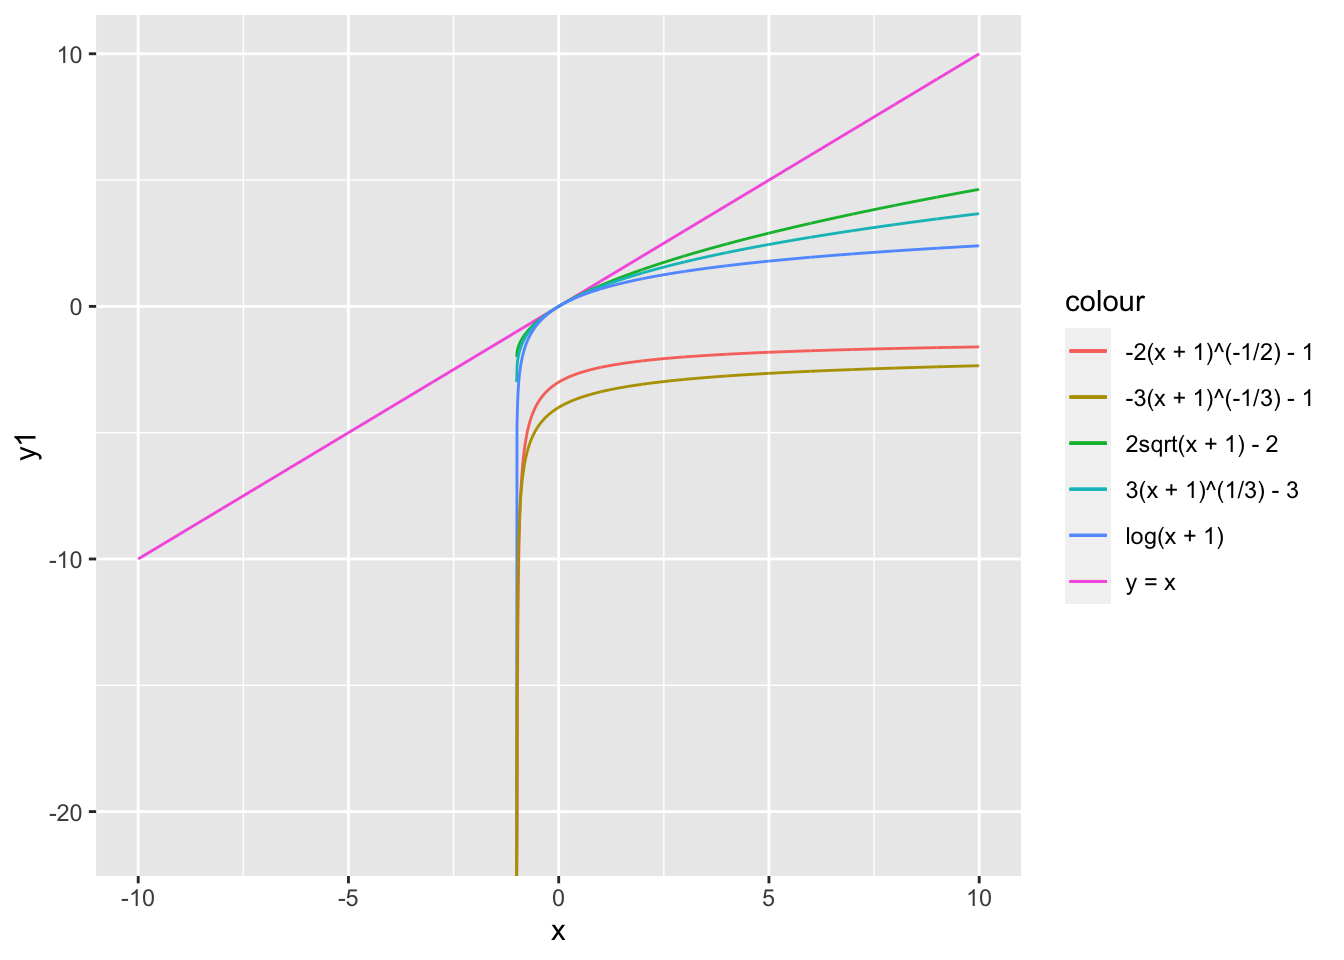 10
0
-10
-20
y1
-10
-5
0
5
10
x
colour
-2(x + 1)^(-1/2) - 1
-3(x + 1)^(-1/3) - 1
2sqrt(x + 1) - 2
3(x + 1)^(1/3) - 3
log(x + 1)
y = x